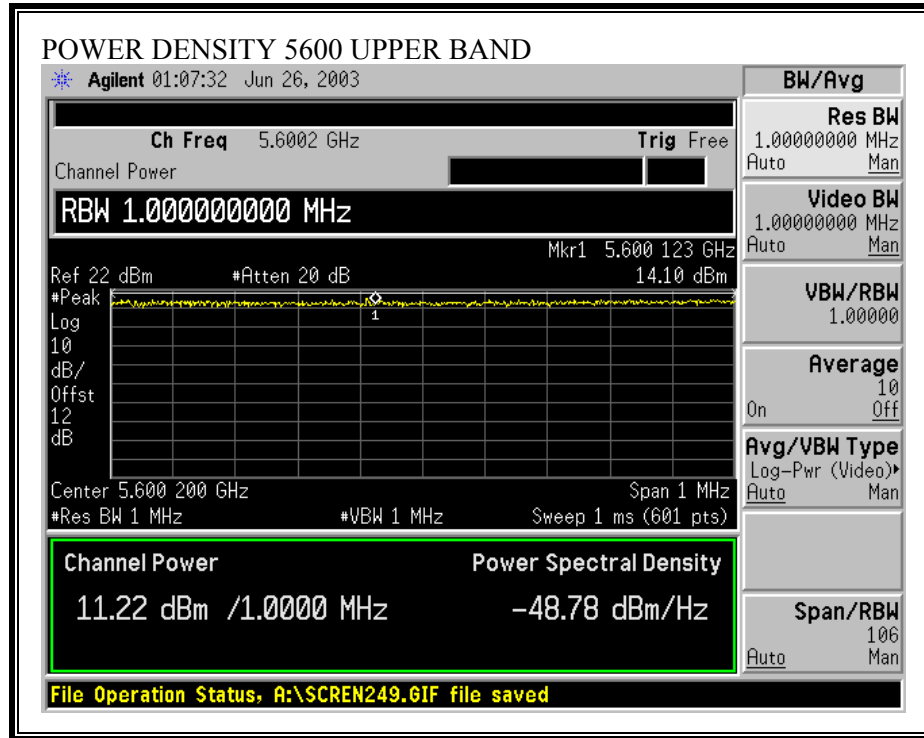 POWER DENSITY 5600 UPPER BAND
Agilent 01:07:32 Jun 26, 2003
BW/Avg
Ch Freq 5.6002 GHz Trig Free
Channel Power
RBW 1.000000000 MHz
Mkr1 5.600 123 GHz
Ref 22 dBm #Atten 20 dB 14.10 dBm
#Peak
Log
10
dB/
Offst
12
dB
1
Center 5.600 200 GHz Span 1 MHz
#Res BW 1 MHz #VBW 1 MHz Sweep 1 ms (601 pts)
Channel Power Power Spectral Density
11.22 dBm /1.0000 MHz -48.78 dBm/Hz
File Operation Status, A:\SCREN249.GIF file saved
Res BW
1.00000000 MHz
Auto Man
Video BW
1.00000000 MHz
Auto Man
VBW/RBW
1.00000
Average
10
On Off
Avg/VBW Type
Log-Pwr (Video)▸
Auto Man
Span/RBW
106
Auto Man